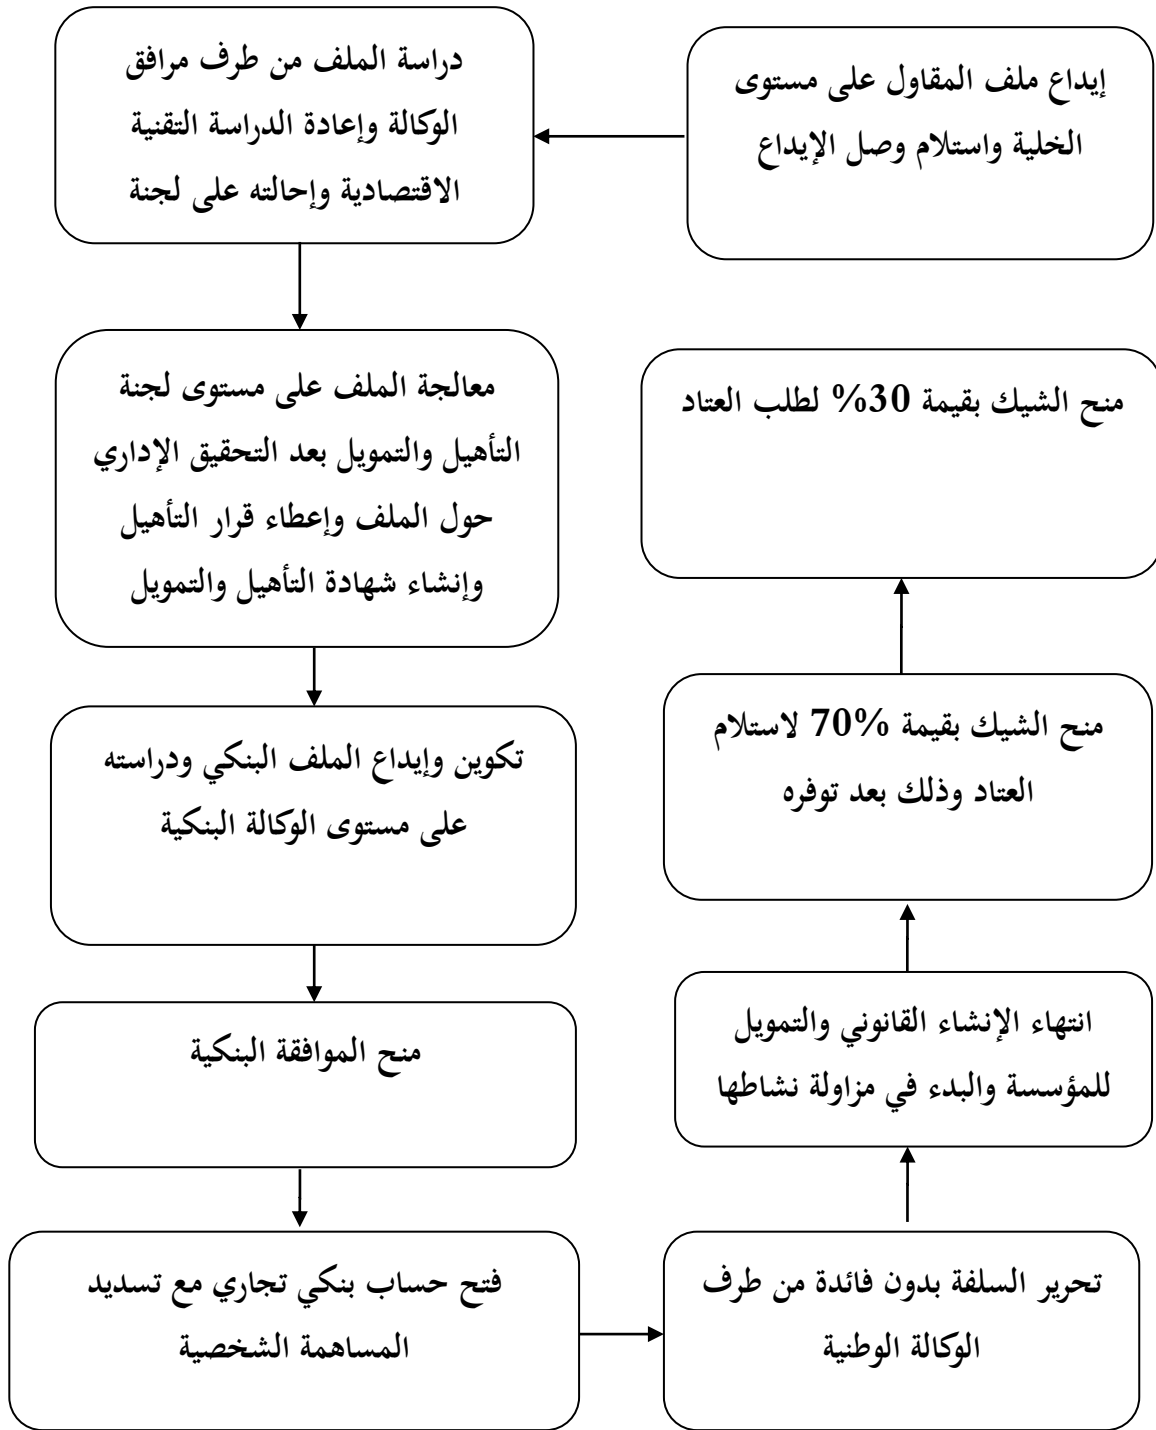 إيداع ملف المقاول على مستوى
الخلية واستلام وصل الإيداع
دراسة الملف من طرف مرافق
الوكالة وإعادة الدراسة التقنية
الاقتصادية وإحالته على لجنة
معالجة الملف على مستوى لجنة
التأهيل والتمويل بعد التحقيق الإداري
حول الملف وإعطاء قرار التأهيل
وإنشاء شهادة التأهيل والتمويل
تكوين وإيداع الملف البنكي ودراسته
على مستوى الوكالة البنكية
منح الموافقة البنكية
فتح حساب بنكي تجاري مع تسديد
المساهمة الشخصية
تحرير السلفة بدون فائدة من طرف
الوكالة الوطنية
انتهاء الإنشاء القانوني والتمويل
للمؤسسة والبدء في مزاولة نشاطها
منح الشيك بقيمة 70% لاستلام
العتاد وذلك بعد توفره
منح الشيك بقيمة 30% لطلب العتاد